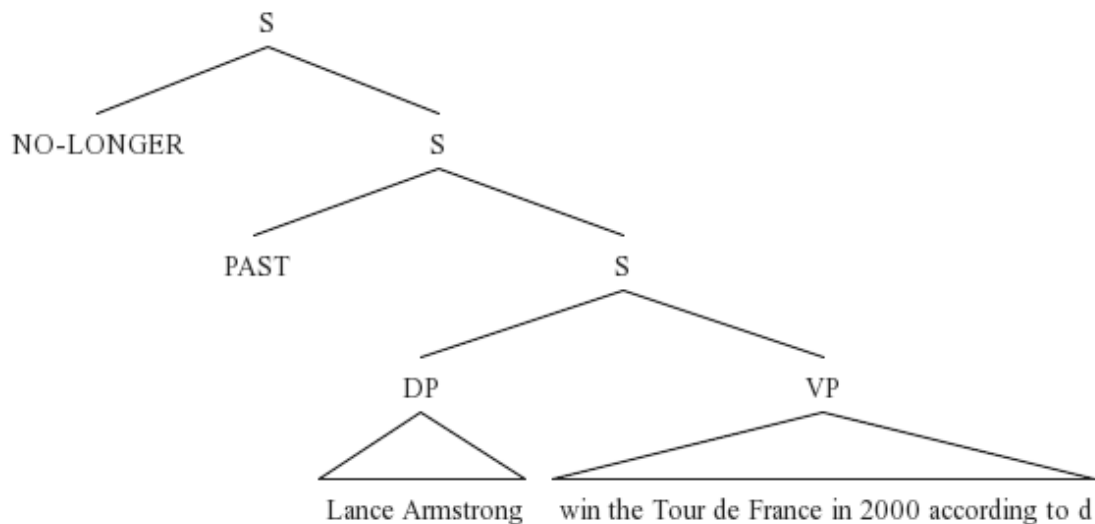 S
NO-LONGER S
PAST S
DP VP
Lance Armstrong win the Tour de France in 2000 according to d